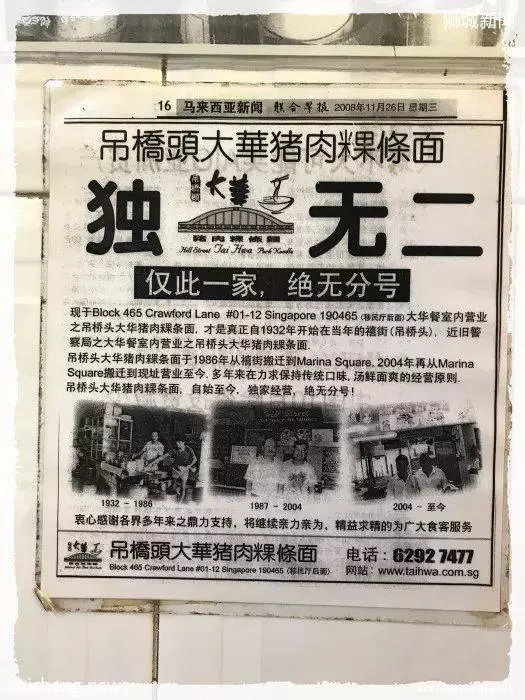 狮城新闻
16 马来西亚新闻 联合早报 2008年11月26日 星期三
吊橋頭大華猪肉粿條面
独一无二
吊橋頭 大華
猪肉粿條麵
Hill Street Tai Hwa Pork Noodle
仅此一家，绝无分号
现于Block 465 Crawford Lane #01-12 Singapore 190465 (移民厅后面) 大华餐室内营业
之吊桥头大华猪肉粿条面, 才是真正自1932年开始在当年的禧街(吊桥头), 近旧警
察局之大华餐室内营业之吊桥头大华猪肉粿条面.
吊桥头大华猪肉粿条面于1986年从禧街搬迁到Marina Square, 2004年再从Marina
Square搬迁到现址营业至今. 多年来在力求保持传统口味, 汤鲜面爽的经营原则.
吊桥头大华猪肉粿条面, 自始至今, 独家经营, 绝无分号!
1932 - 1986
1987 - 2004
2004 - 至今
衷心感谢各界多年来之鼎力支持, 将继续亲力亲为, 精益求精的为广大食客服务
吊橋頭大華猪肉粿條面
Block 465 Crawford Lane #01-12 Singapore 190465 (移民厅后面)
电话: 6292 7477
网站: www.taihwa.com.sg